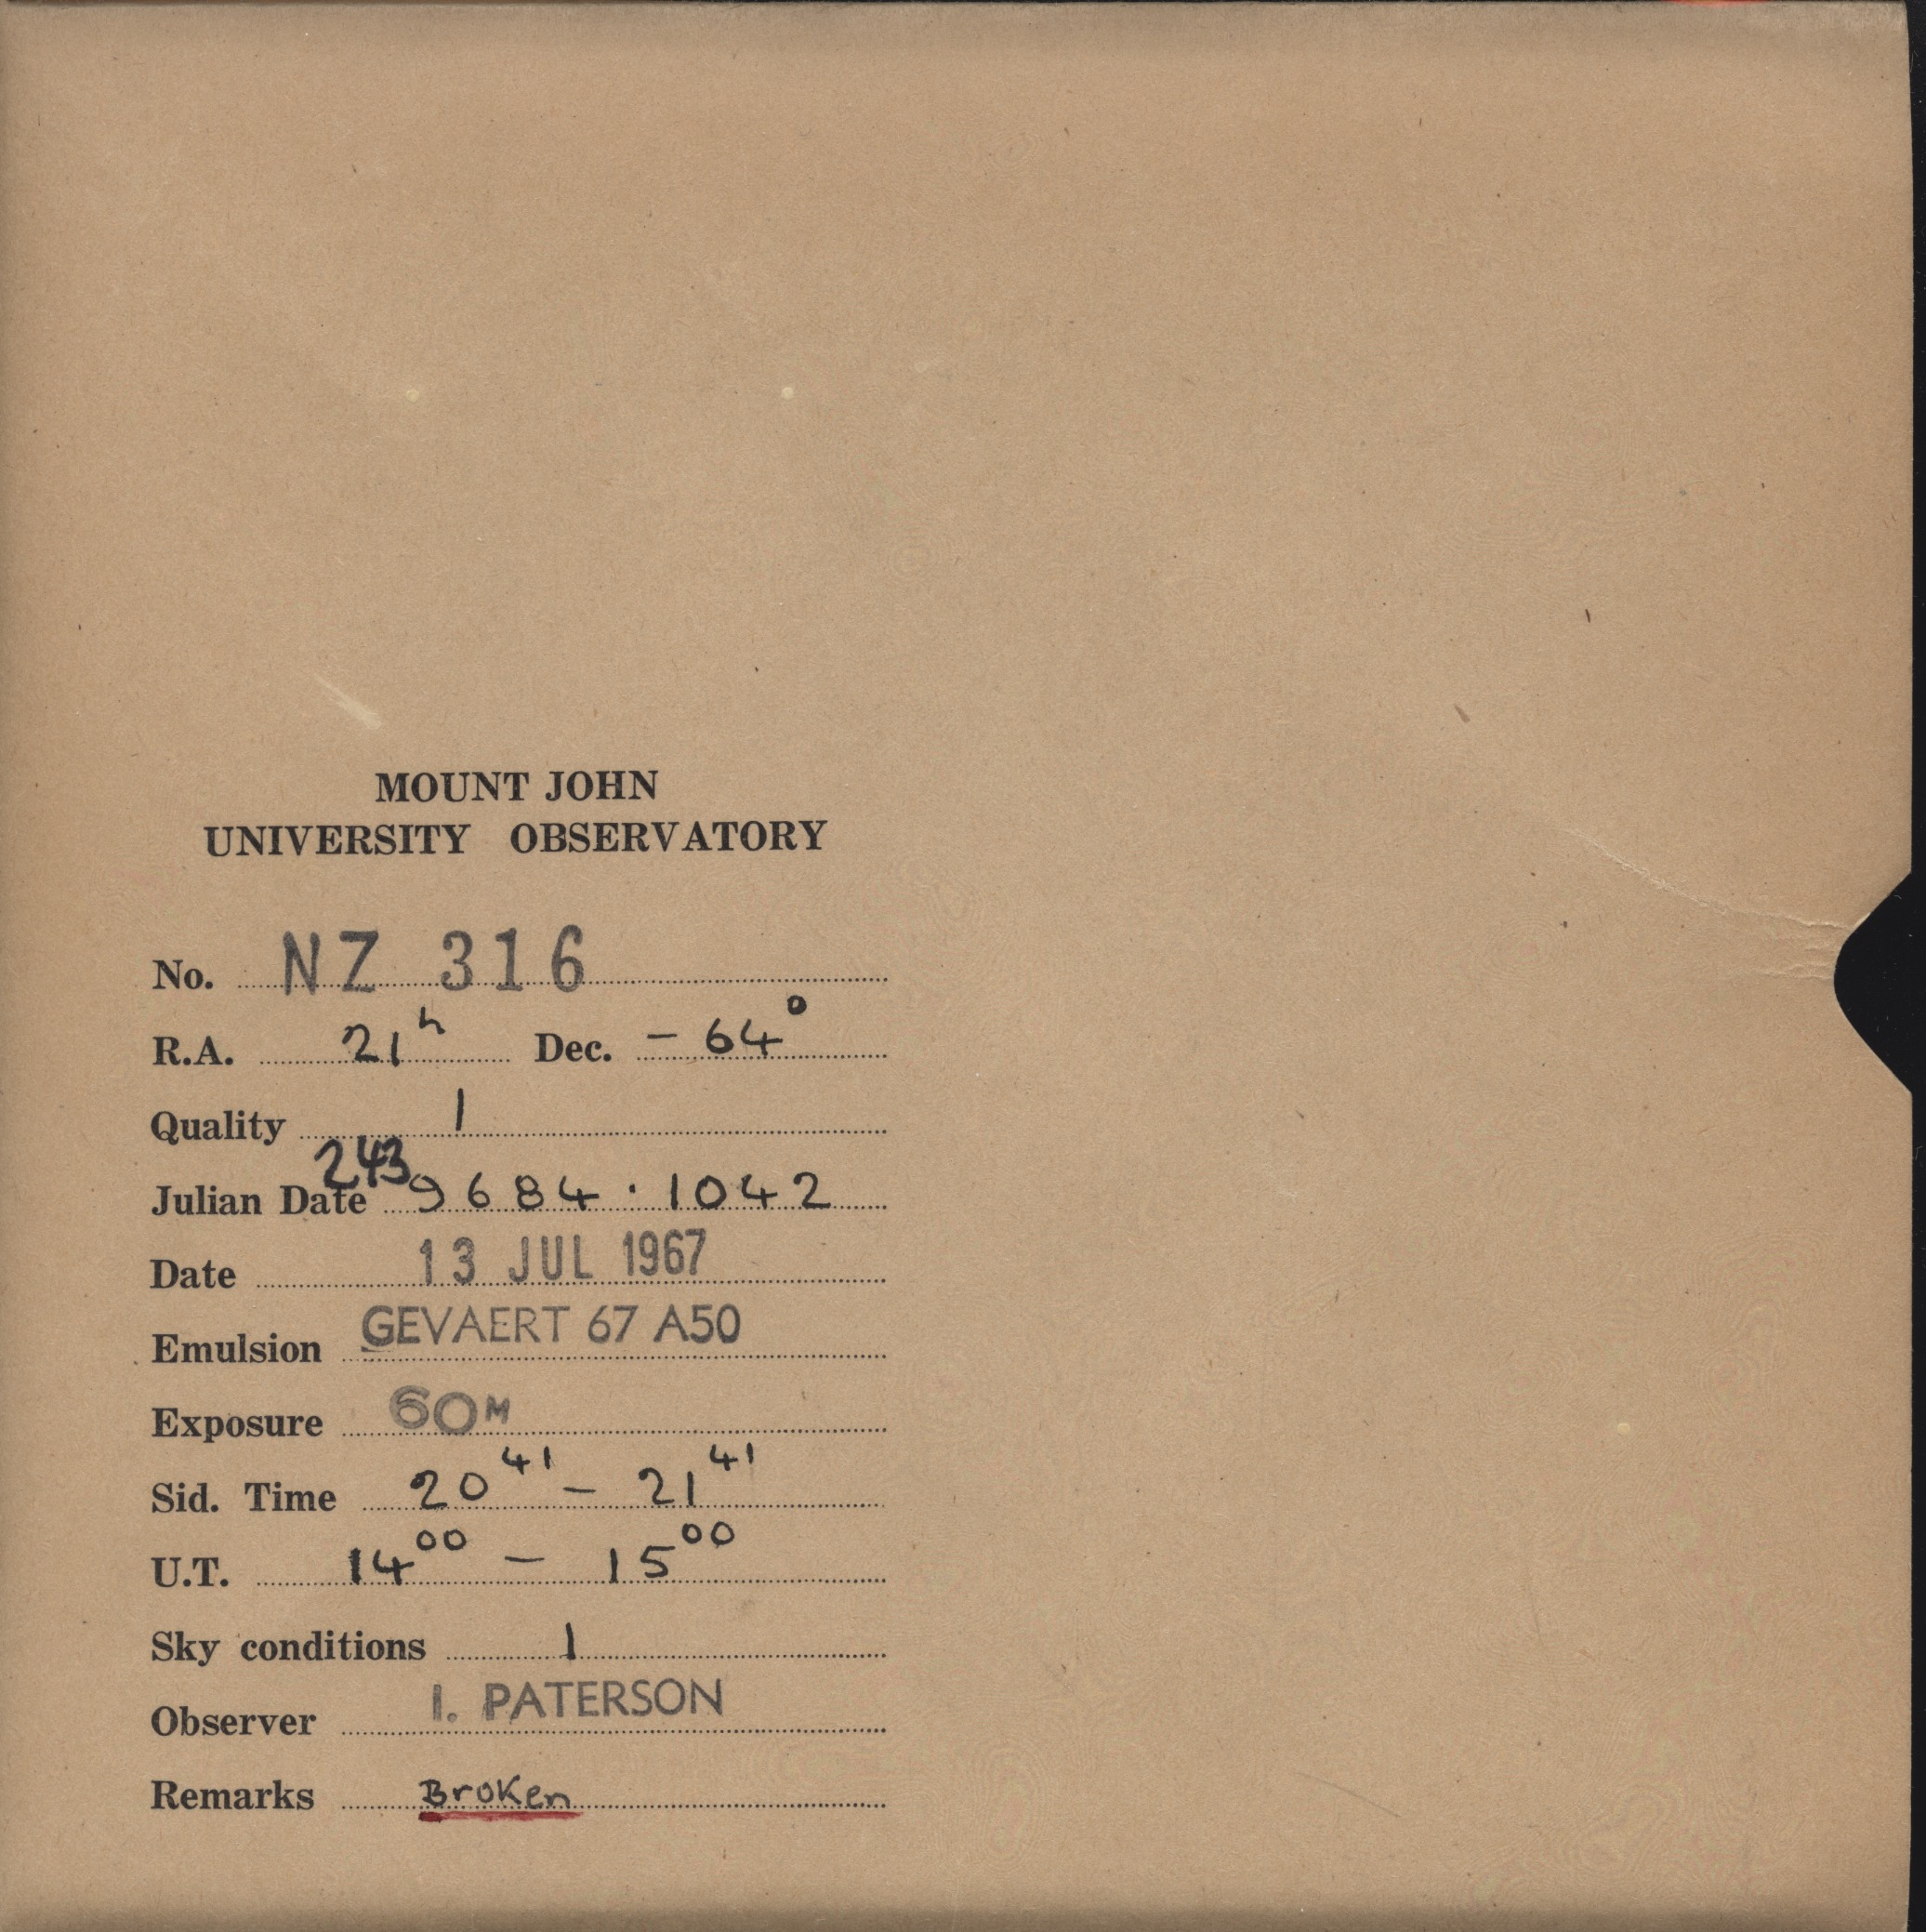 MOUNT JOHN
UNIVERSITY OBSERVATORY
No. NZ 316
R.A. 21h Dec. - 64°
Quality 1
Julian Date 2439684.1042
Date 13 JUL 1967
Emulsion GEVAERT 67 A50
Exposure 60M
Sid. Time 20 41 - 21 41
U.T. 14 00 - 15 00
Sky conditions 1
Observer I. PATERSON
Remarks Broken